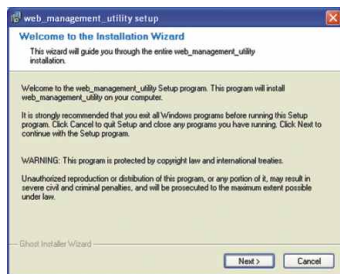 web_management_utility setup
Welcome to the Installation Wizard
This wizard will guide you through the entire web_management_utility
installation.
Welcome to the web_management_utility Setup program. This program will install
web_management_utility on your computer.
It is strongly recommended that you exit all Windows programs before running this Setup
program. Click Cancel to quit Setup and close any programs you have running. Click Next to
continue with the Setup program.
WARNING: This program is protected by copyright law and international treaties.
Unauthorized reproduction or distribution of this program, or any portion of it, may result in
severe civil and criminal penalties, and will be prosecuted to the maximum extent possible
under law.
Ghost Installer Wizard
Next >
Cancel